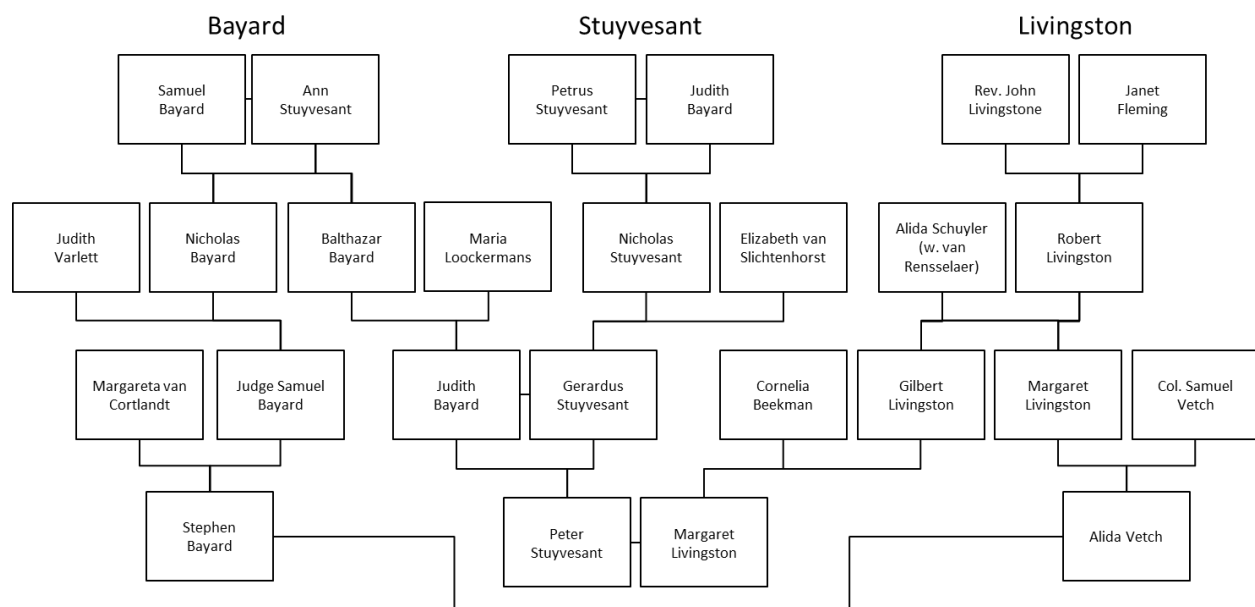 Bayard
Stuyvesant
Livingston
Samuel
Bayard
Ann
Stuyvesant
Petrus
Stuyvesant
Judith
Bayard
Rev. John
Livingstone
Janet
Fleming
Judith
Varlett
Nicholas
Bayard
Balthazar
Bayard
Maria
Loockermans
Nicholas
Stuyvesant
Elizabeth van
Slichtenhorst
Alida Schuyler
(w. van
Rensselaer)
Robert
Livingston
Margareta van
Cortlandt
Judge Samuel
Bayard
Judith
Bayard
Gerardus
Stuyvesant
Cornelia
Beekman
Gilbert
Livingston
Margaret
Livingston
Col. Samuel
Vetch
Stephen
Bayard
Peter
Stuyvesant
Margaret
Livingston
Alida Vetch